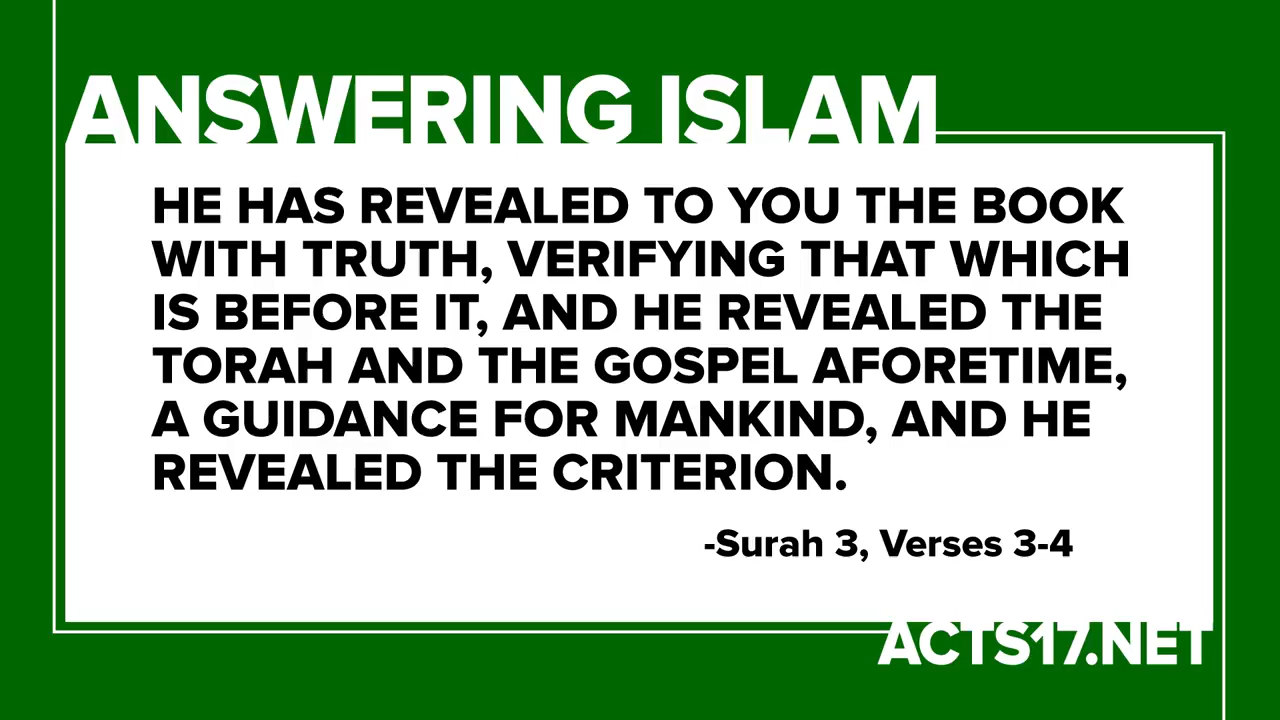 ANSWERING ISLAM
HE HAS REVEALED TO YOU THE BOOK
WITH TRUTH, VERIFYING THAT WHICH
IS BEFORE IT, AND HE REVEALED THE
TORAH AND THE GOSPEL AFORETIME,
A GUIDANCE FOR MANKIND, AND HE
REVEALED THE CRITERION.
-Surah 3, Verses 3-4
ACTS17.NET